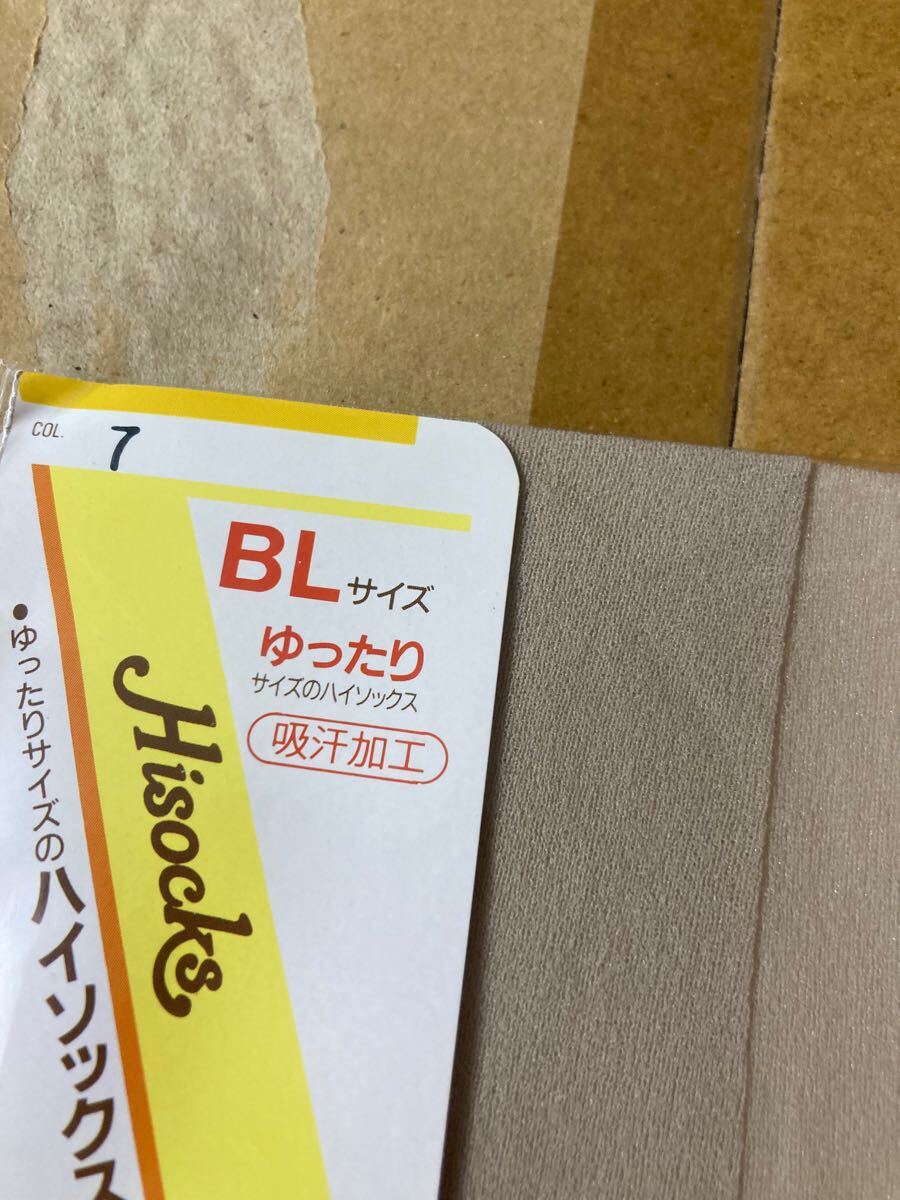 COL. 7
BLサイズ
ゆったり
サイズのハイソックス
吸汗加工
Hisocks
●ゆったりサイズの
ハイソックス